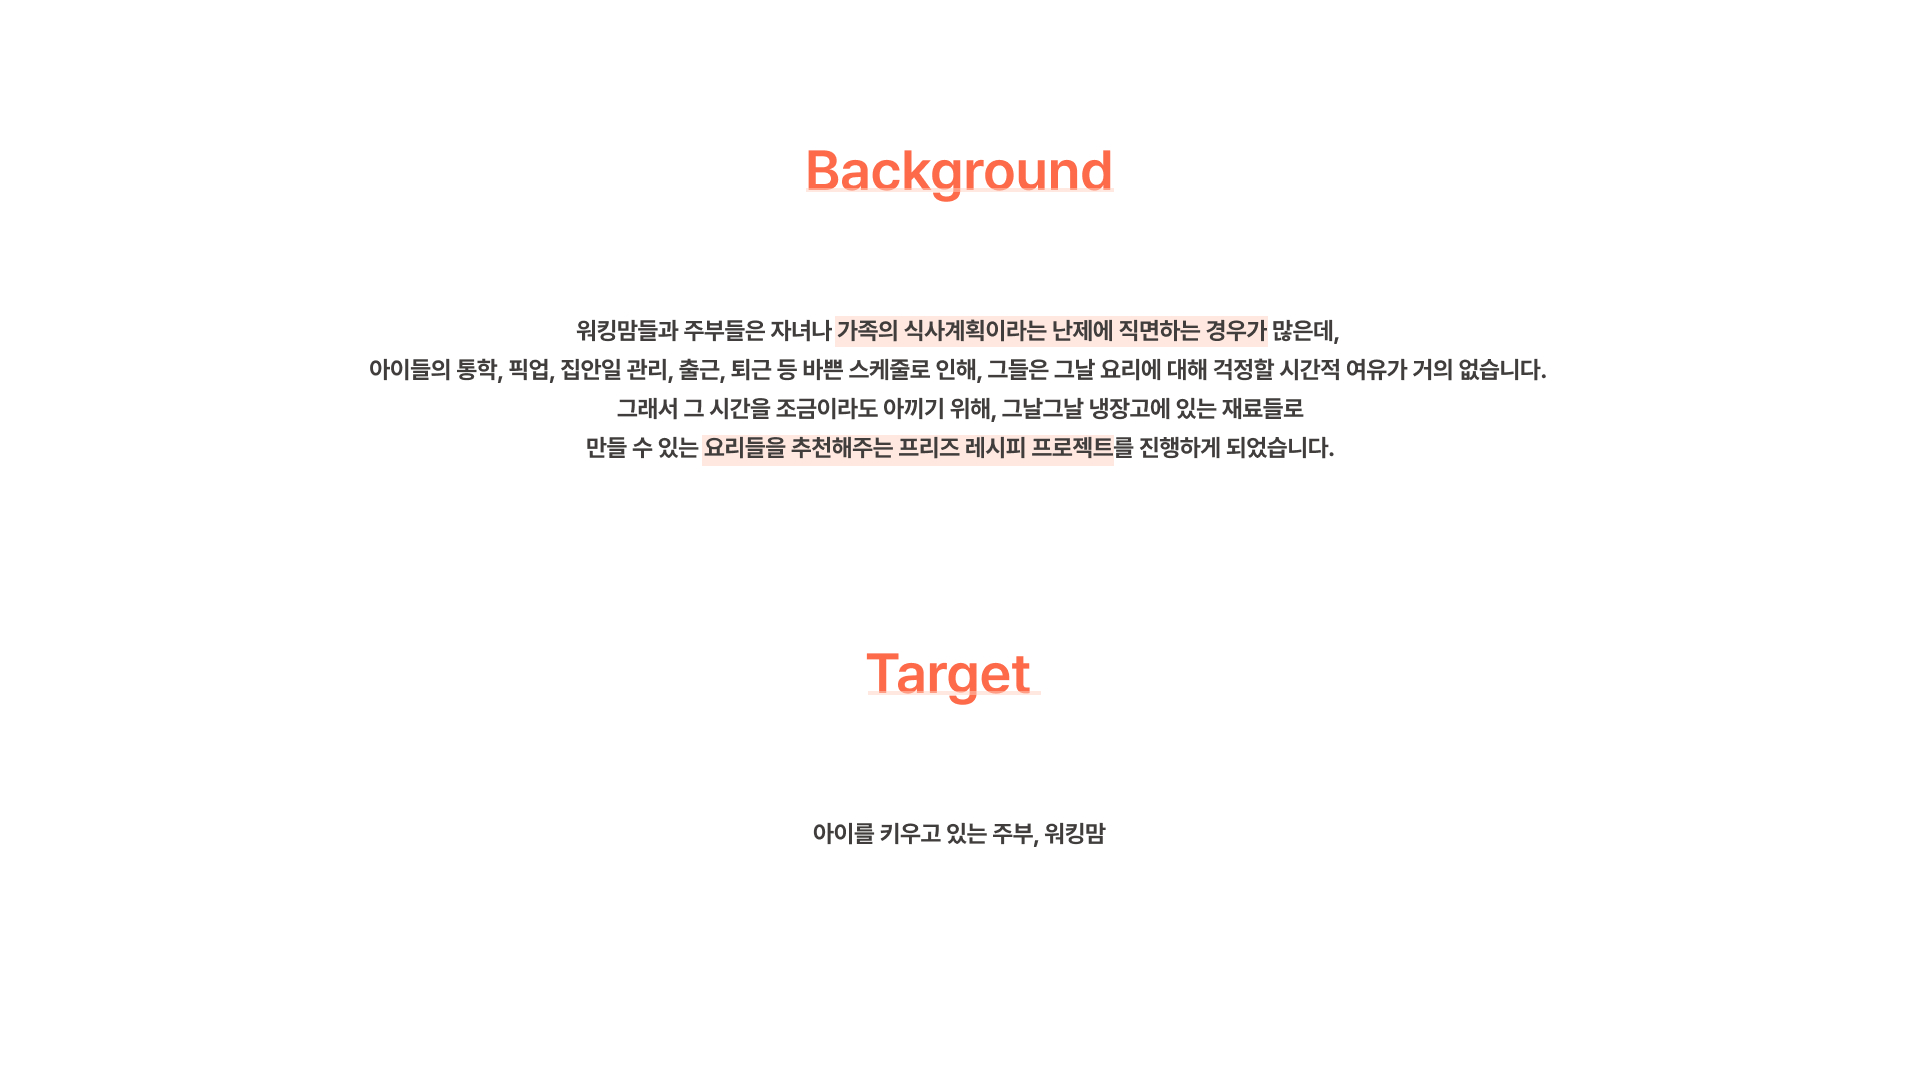 Background
워킹맘들과 주부들은 자녀나 가족의 식사계획이라는 난제에 직면하는 경우가 많은데,
아이들의 통학, 픽업, 집안일 관리, 출근, 퇴근 등 바쁜 스케줄로 인해, 그들은 그날 요리에 대해 걱정할 시간적 여유가 거의 없습니다.
그래서 그 시간을 조금이라도 아끼기 위해, 그날그날 냉장고에 있는 재료들로
만들 수 있는 요리들을 추천해주는 프리즈 레시피 프로젝트를 진행하게 되었습니다.
Target
아이를 키우고 있는 주부, 워킹맘